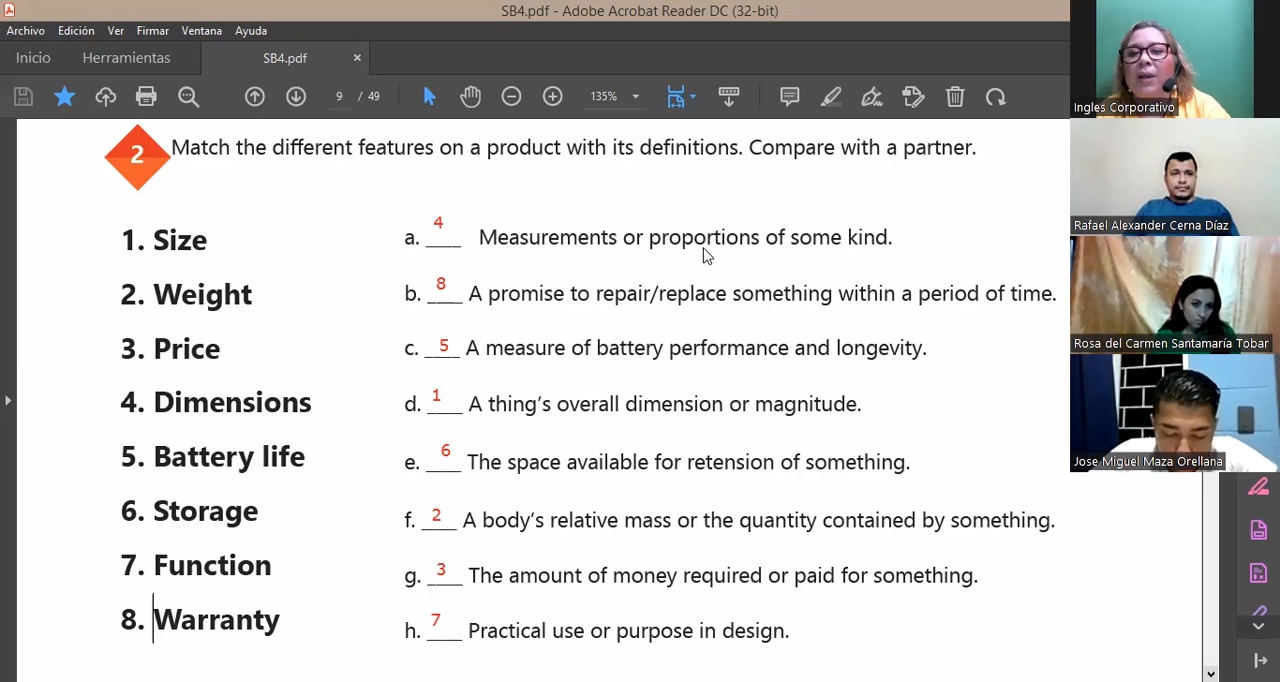 SB4.pdf - Adobe Acrobat Reader DC (32-bit)
Archivo Edición Ver Firmar Ventana Ayuda
Inicio Herramientas SB4.pdf ×
9 / 49 135%
2 Match the different features on a product with its definitions. Compare with a partner.
1. Size
2. Weight
3. Price
4. Dimensions
5. Battery life
6. Storage
7. Function
8. Warranty
a. 4 Measurements or proportions of some kind.
b. 8 A promise to repair/replace something within a period of time.
c. 5 A measure of battery performance and longevity.
d. 1 A thing's overall dimension or magnitude.
e. 6 The space available for retension of something.
f. 2 A body's relative mass or the quantity contained by something.
g. 3 The amount of money required or paid for something.
h. 7 Practical use or purpose in design.
Ingles Corporativo
Rafael Alexander Cerna Díaz
Rosa del Carmen Santamaría Tobar
Jose Miguel Maza Orellana